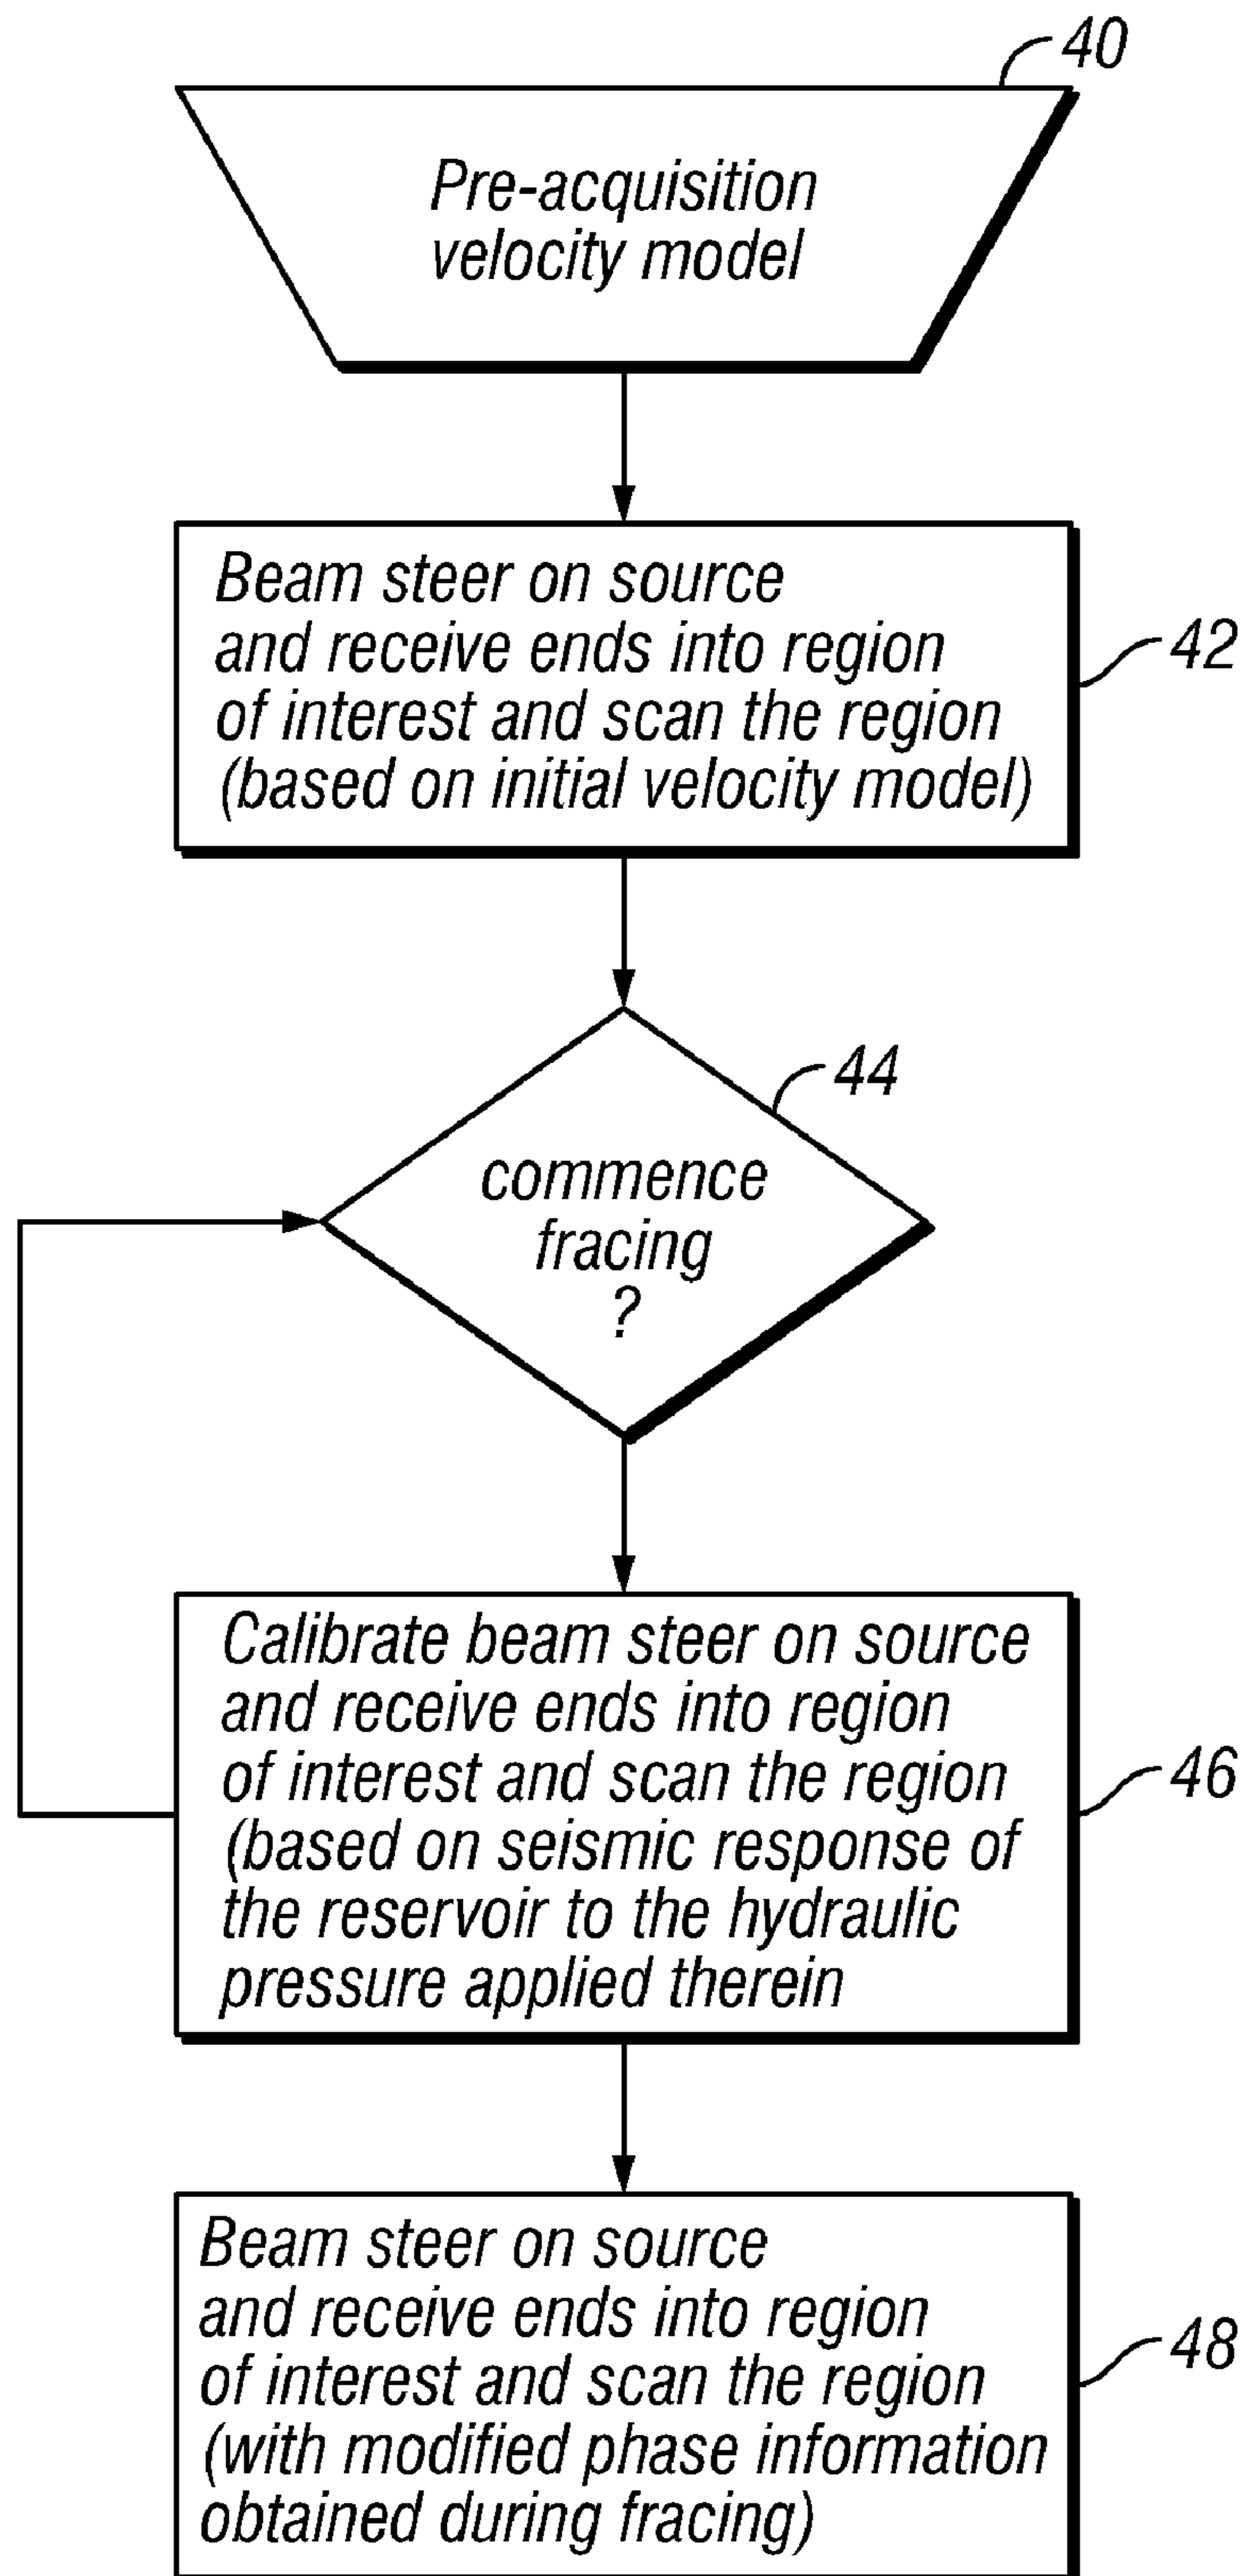 40
Pre-acquisition
velocity model
Beam steer on source
and receive ends into region
of interest and scan the region
(based on initial velocity model)
42
44
commence
fracing
?
Calibrate beam steer on source
and receive ends into region
of interest and scan the region
(based on seismic response of
the reservoir to the hydraulic
pressure applied therein
46
Beam steer on source
and receive ends into region
of interest and scan the region
(with modified phase information
obtained during fracing)
48